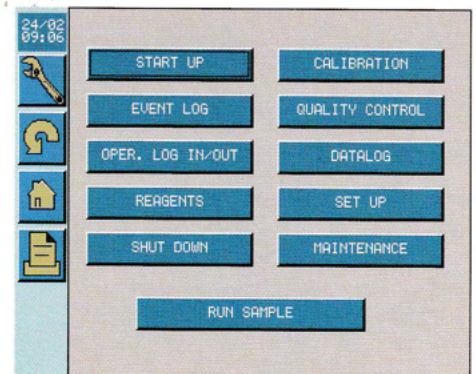 24/02
09:06
START UP
CALIBRATION
EVENT LOG
QUALITY CONTROL
OPER. LOG IN/OUT
DATALOG
REAGENTS
SET UP
SHUT DOWN
MAINTENANCE
RUN SAMPLE